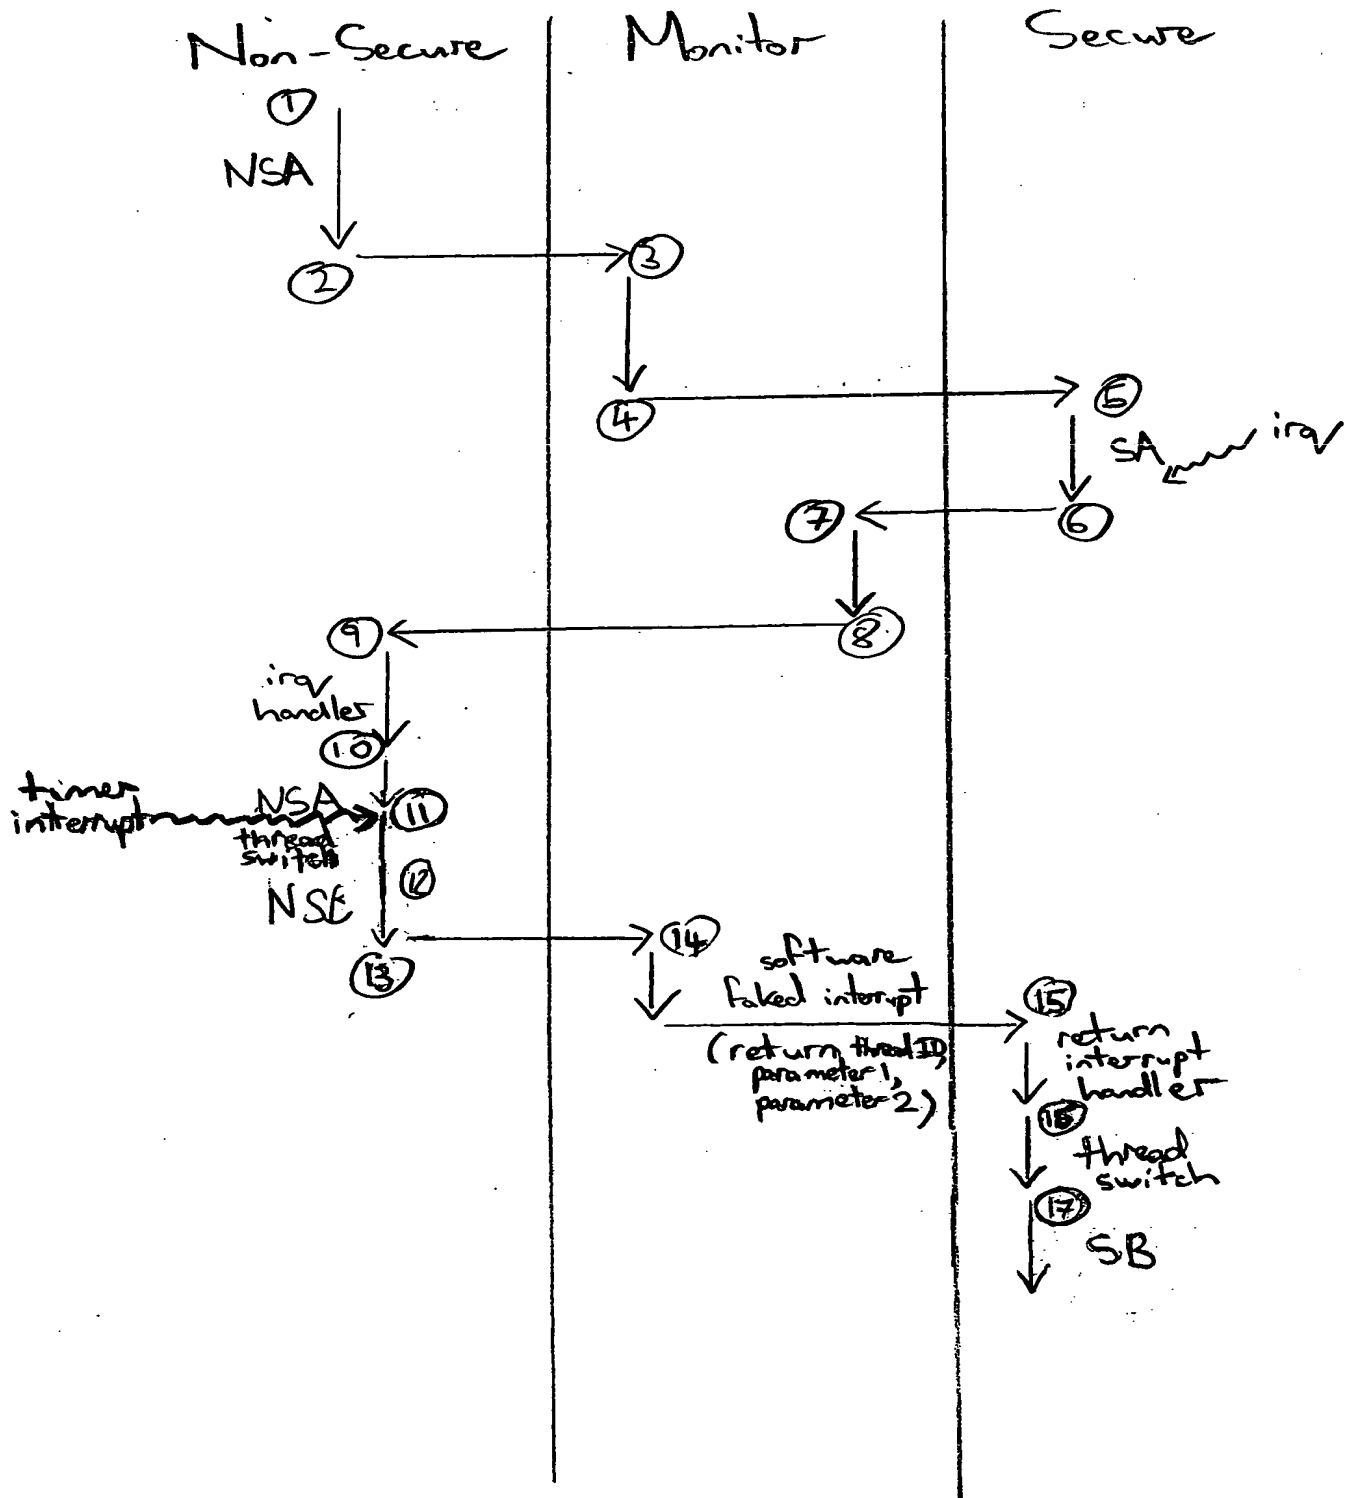 Non-Secure
Monitor
Secure
1
NSA
2
3
4
5
SA
irq
6
7
8
9
irq
handler
10
timer
interrupt
NSA
11
thread
switch
12
NSB
13
14
software
faked interrupt
(return, thread ID,
parameter 1,
parameter 2)
15
return
interrupt
handler
16
thread
switch
17
SB